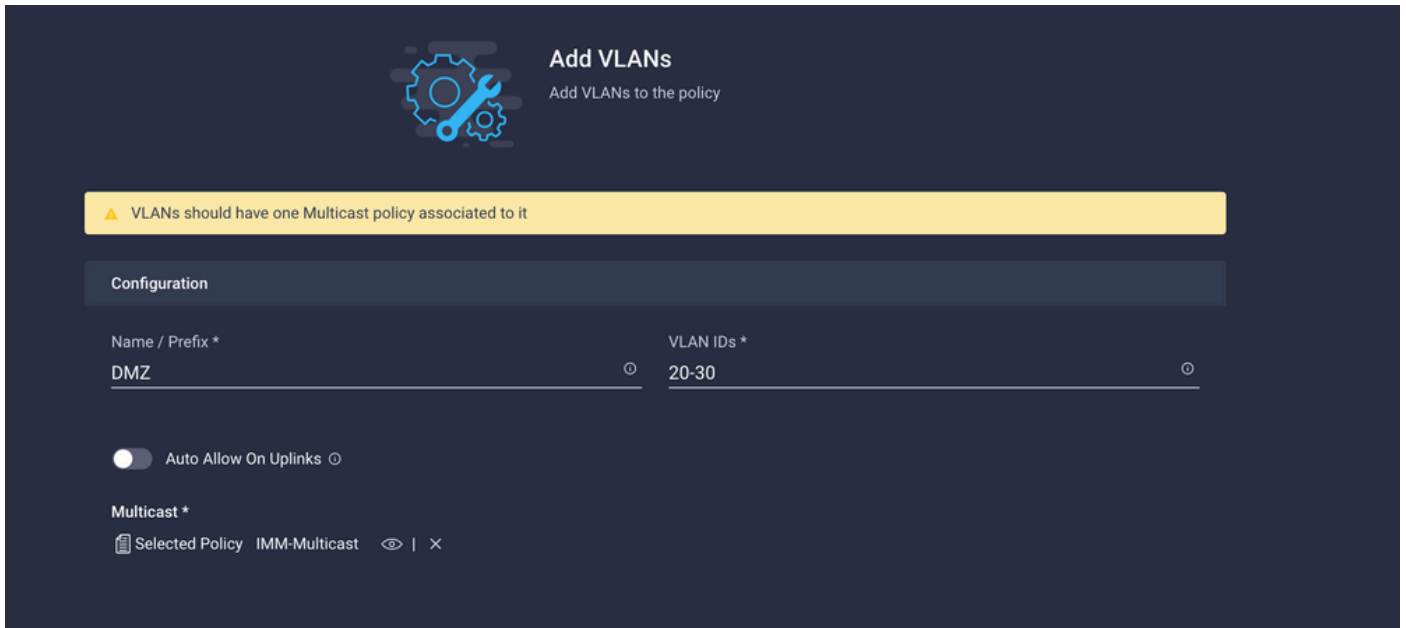 Add VLANs
Add VLANs to the policy
VLANs should have one Multicast policy associated to it
Configuration
Name / Prefix *
VLAN IDs *
DMZ
20-30
Auto Allow On Uplinks
Multicast *
Selected Policy IMM-Multicast |